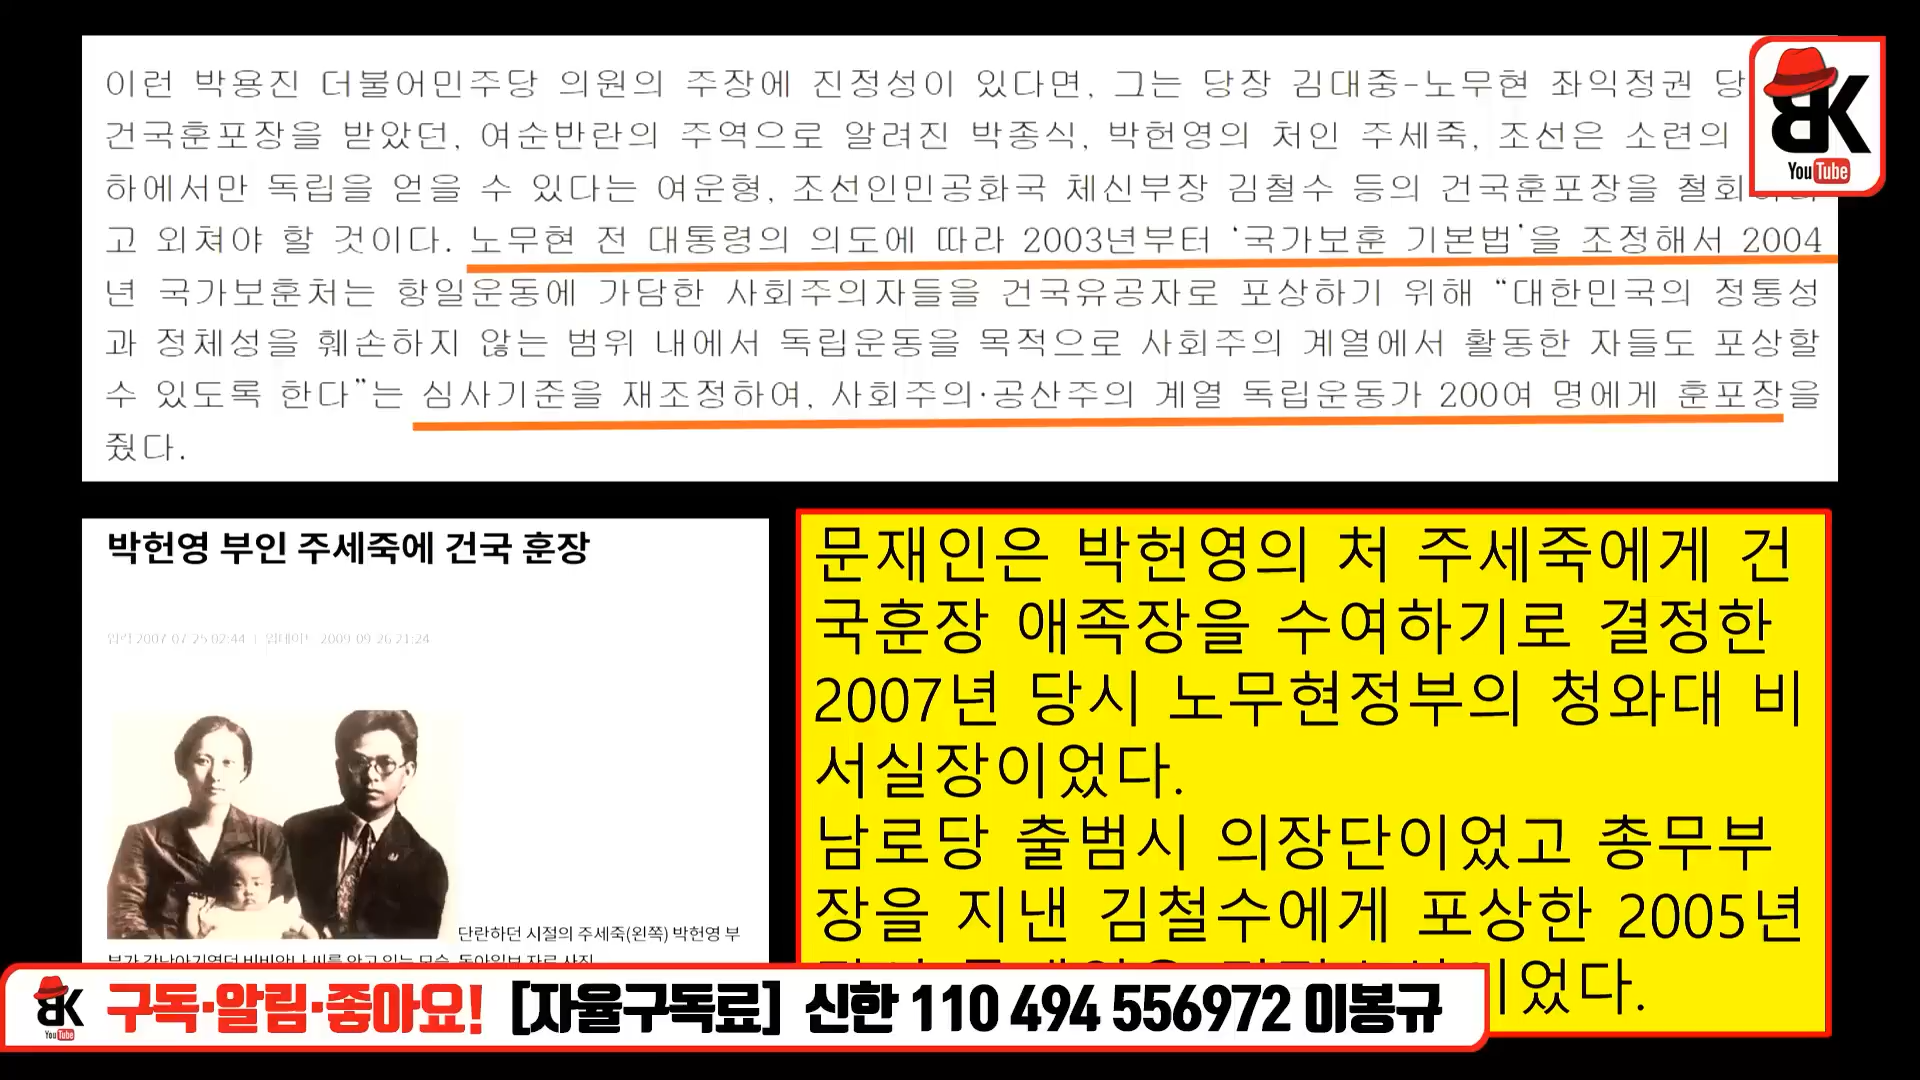 이런 박용진 더불어민주당 의원의 주장에 진정성이 있다면, 그는 당장 김대중-노무현 좌익정권 당
건국훈포장을 받았던, 여순반란의 주역으로 알려진 박종식, 박헌영의 처인 주세죽, 조선은 소련의
하에서만 독립을 얻을 수 있다는 여운형, 조선인민공화국 체신부장 김철수 등의 건국훈포장을 철회
고 외쳐야 할 것이다. 노무현 전 대통령의 의도에 따라 2003년부터 ‘국가보훈 기본법’을 조정해서 2004
년 국가보훈처는 항일운동에 가담한 사회주의자들을 건국유공자로 포상하기 위해 “대한민국의 정통성
과 정체성을 훼손하지 않는 범위 내에서 독립운동을 목적으로 사회주의 계열에서 활동한 자들도 포상할
수 있도록 한다”는 심사기준을 재조정하여, 사회주의·공산주의 계열 독립운동가 200여 명에게 훈포장을
줬다.
BK
YouTube
박헌영 부인 주세죽에 건국 훈장
입력 2007-07-25 02:44 | 업데이트 2009-09-26 21:24
단란하던 시절의 주세죽(왼쪽) 박헌영 부
문재인은 박헌영의 처 주세죽에게 건
국훈장 애족장을 수여하기로 결정한
2007년 당시 노무현정부의 청와대 비
서실장이었다.
남로당 출범시 의장단이었고 총무부
장을 지낸 김철수에게 포상한 2005년
이었다.
BK
YouTube
구독·알림·좋아요! [자율구독료] 신한 110 494 556972 이봉규